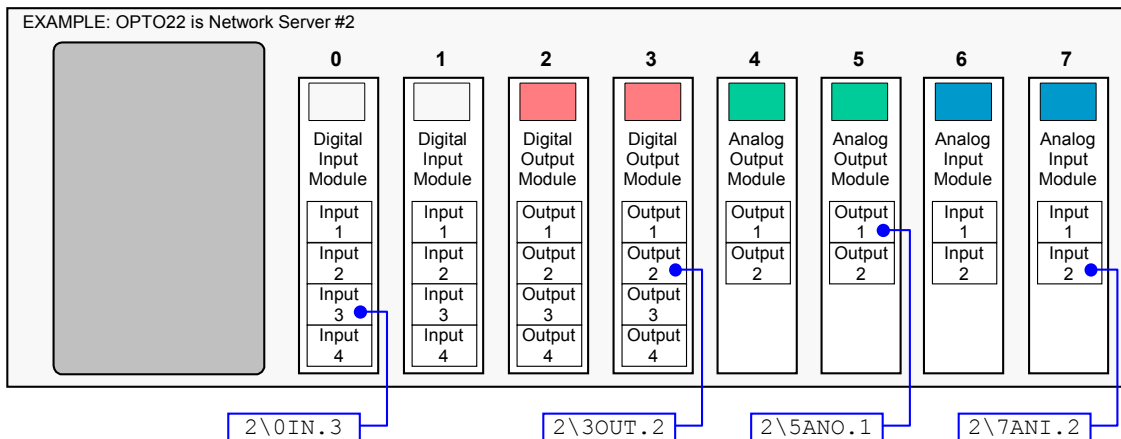 EXAMPLE: OPTO22 is Network Server #2
0 1 2 3 4 5 6 7
Digital Digital Digital Digital Analog Analog Analog Analog
Input Input Output Output Output Output Input Input
Module Module Module Module Module Module Module Module
Input Input Output Output Output Output Input Input
1 1 1 1 1 1 1 1
Input Input Output Output Output Output Input Input
2 2 2 2 2 2 2 2
Input Input Output Output
3 3 3 3
Input Input Output Output
4 4 4 4
2\0IN.3 2\3OUT.2 2\5ANO.1 2\7ANI.2